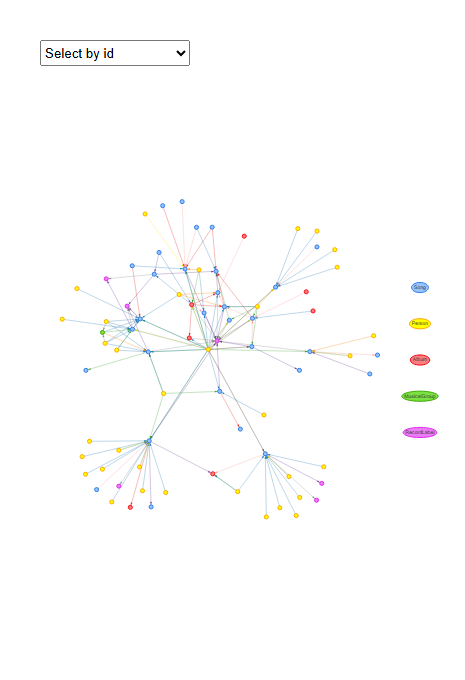 Select by id
Song
Person
Album
MusicalGroup
RecordLabel